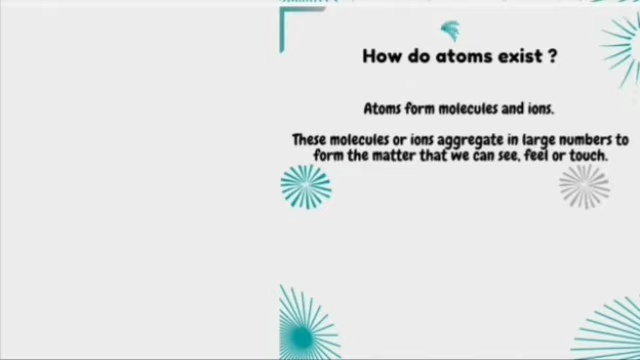 How do atoms exist ?
Atoms form molecules and ions.
These molecules or ions aggregate in large numbers to
form the matter that we can see, feel or touch.